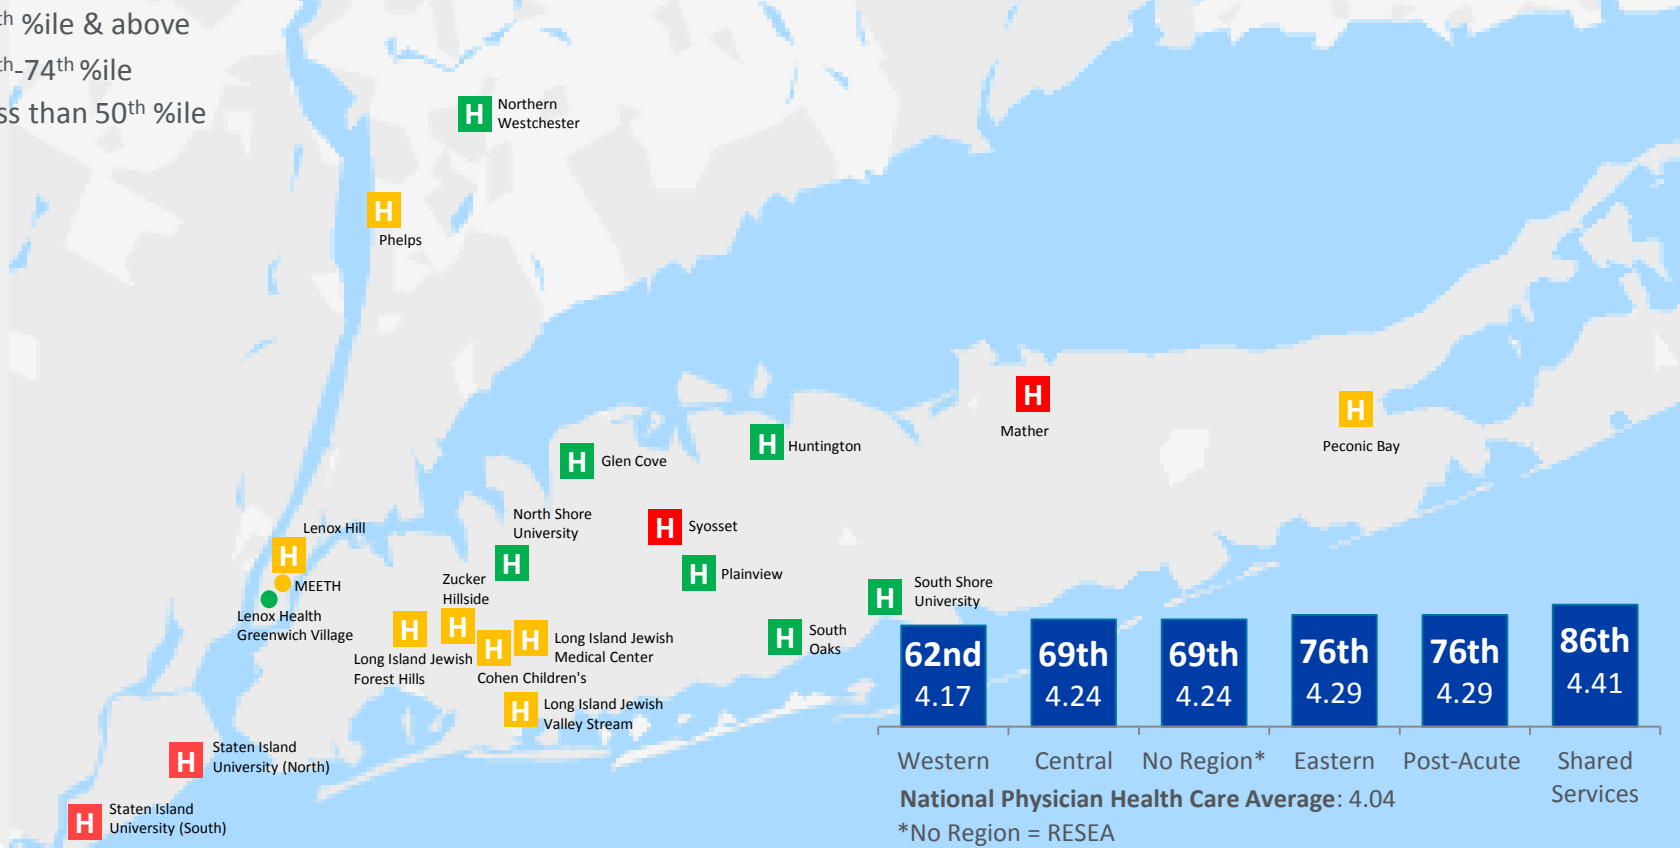 th %ile & above
th-74th %ile
ss than 50th %ile
H Northern
Westchester
H
Phelps
H
Mather
H
Peconic Bay
H Huntington
H Glen Cove
North Shore
University
H
H Syosset
Lenox Hill
H
MEETH
Lenox Health
Greenwich Village
Zucker
Hillside
H
H Plainview
H South Shore
University
H
Long Island Jewish
Forest Hills
H
Cohen Children's
H Long Island Jewish
Medical Center
H South
Oaks
H Long Island Jewish
Valley Stream
H Staten Island
University (North)
H Staten Island
University (South)
62nd
4.17
69th
4.24
69th
4.24
76th
4.29
76th
4.29
86th
4.41
Western Central No Region* Eastern Post-Acute Shared
Services
National Physician Health Care Average: 4.04
*No Region = RESEA